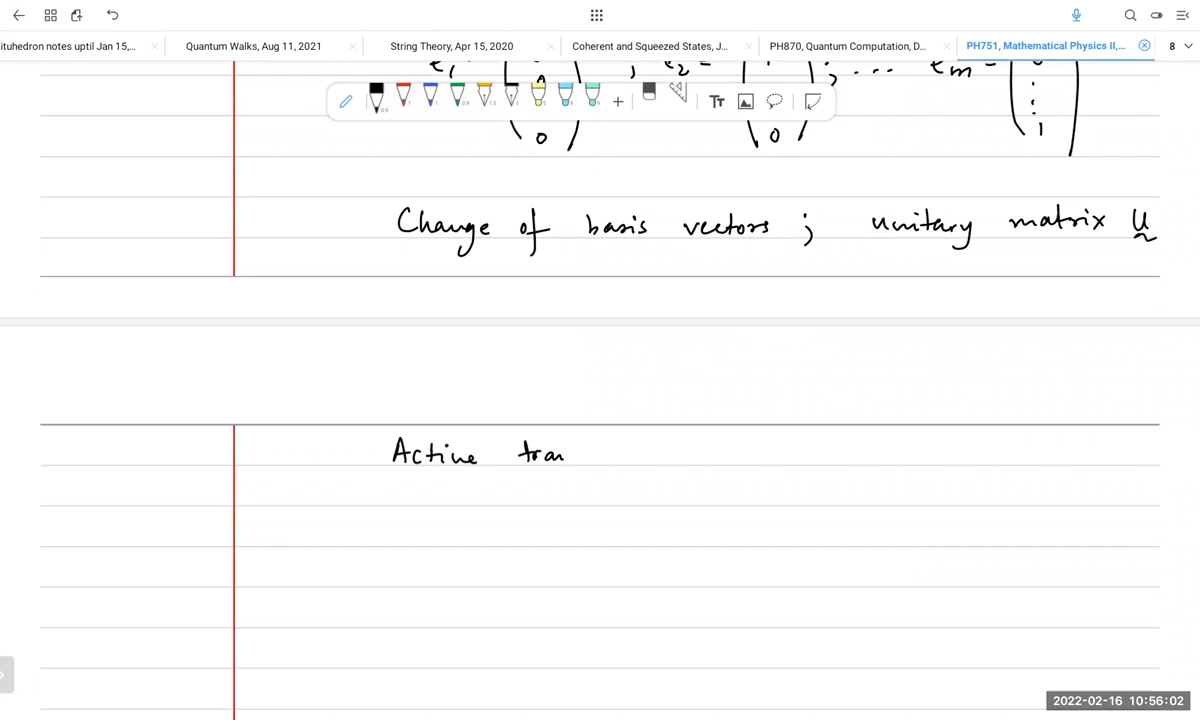 ituhedron notes uptil Jan 15,... Quantum Walks, Aug 11, 2021 String Theory, Apr 15, 2020 Coherent and Squeezed States, J... PH870, Quantum Computation, D... PH751, Mathematical Physics II,... 8
Change of basis vectors ; unitary matrix U
Active tran
2022-02-16 10:56:02